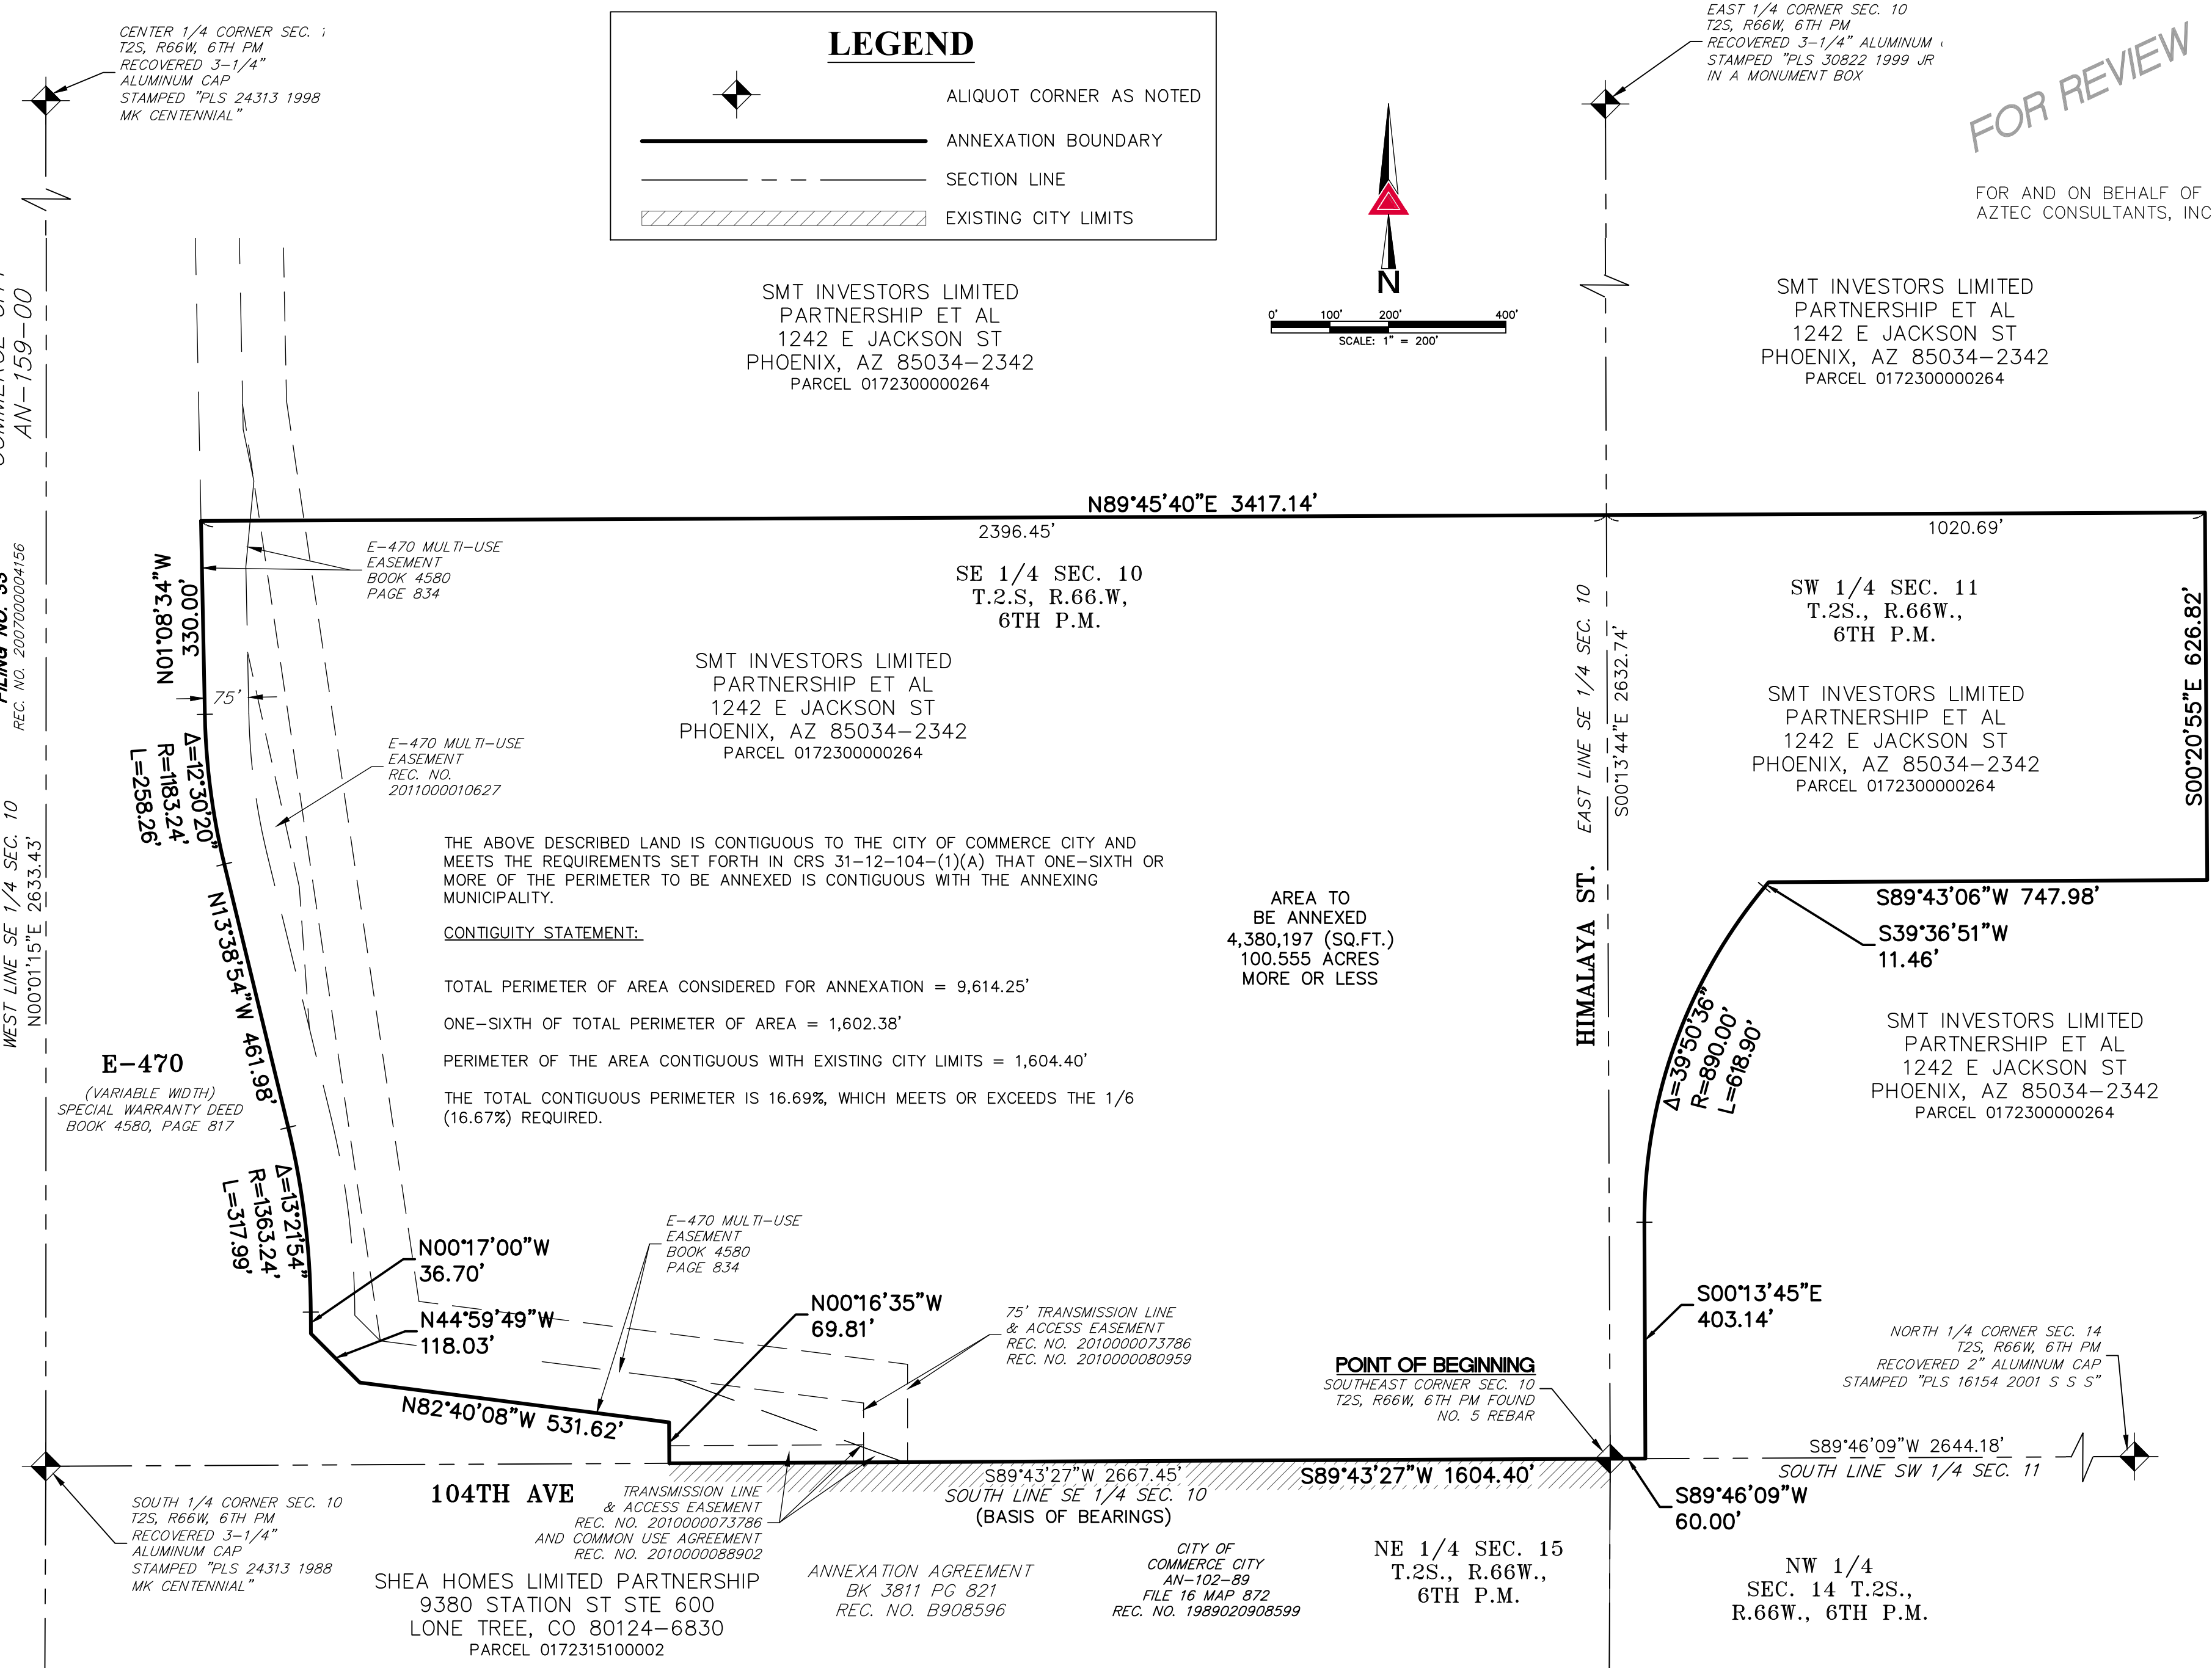 CENTER 1/4 CORNER SEC.
T2S, R66W, 6TH PM
RECOVERED 3-1/4"
ALUMINUM CAP
STAMPED "PLS 24313 1998
MK CENTENNIAL"
LEGEND
ALIQUOT CORNER AS NOTED
ANNEXATION BOUNDARY
SECTION LINE
EXISTING CITY LIMITS
EAST 1/4 CORNER SEC. 10
T2S, R66W, 6TH PM
RECOVERED 3-1/4" ALUMINUM
STAMPED "PLS 30822 1999 JR
IN A MONUMENT BOX
FOR REVIEW
FOR AND ON BEHALF OF
AZTEC CONSULTANTS, INC
N
0' 100' 200' 400'
SCALE: 1" = 200'
SMT INVESTORS LIMITED
PARTNERSHIP ET AL
1242 E JACKSON ST
PHOENIX, AZ 85034-2342
PARCEL 0172300000264
SMT INVESTORS LIMITED
PARTNERSHIP ET AL
1242 E JACKSON ST
PHOENIX, AZ 85034-2342
PARCEL 0172300000264
AN-159-00
FILING NO. 33
REC. NO. 2007000004156
N89°45'40"E 3417.14'
2396.45'
1020.69'
N01°08'34"W
330.00'
75'
E-470 MULTI-USE
EASEMENT
BOOK 4580
PAGE 834
SE 1/4 SEC. 10
T.2.S, R.66.W,
6TH P.M.
SW 1/4 SEC. 11
T.2S., R.66W.,
6TH P.M.
S00°20'55"E 626.82'
SMT INVESTORS LIMITED
PARTNERSHIP ET AL
1242 E JACKSON ST
PHOENIX, AZ 85034-2342
PARCEL 0172300000264
EAST LINE SE 1/4 SEC. 10
S00°13'44"E 2632.74'
SMT INVESTORS LIMITED
PARTNERSHIP ET AL
1242 E JACKSON ST
PHOENIX, AZ 85034-2342
PARCEL 0172300000264
E-470 MULTI-USE
EASEMENT
REC. NO.
2011000010627
Δ=12°30'20"
R=1183.24'
L=258.26'
WEST LINE SE 1/4 SEC. 10
N00°01'15"E 2633.43'
THE ABOVE DESCRIBED LAND IS CONTIGUOUS TO THE CITY OF COMMERCE CITY AND
MEETS THE REQUIREMENTS SET FORTH IN CRS 31-12-104-(1)(A) THAT ONE-SIXTH OR
MORE OF THE PERIMETER TO BE ANNEXED IS CONTIGUOUS WITH THE ANNEXING
MUNICIPALITY.
CONTIGUITY STATEMENT:
TOTAL PERIMETER OF AREA CONSIDERED FOR ANNEXATION = 9,614.25'
ONE-SIXTH OF TOTAL PERIMETER OF AREA = 1,602.38'
PERIMETER OF THE AREA CONTIGUOUS WITH EXISTING CITY LIMITS = 1,604.40'
THE TOTAL CONTIGUOUS PERIMETER IS 16.69%, WHICH MEETS OR EXCEEDS THE 1/6
(16.67%) REQUIRED.
AREA TO
BE ANNEXED
4,380,197 (SQ.FT.)
100.555 ACRES
MORE OR LESS
HIMALAYA ST.
S89°43'06"W 747.98'
S39°36'51"W
11.46'
N13°38'54"W 461.98'
E-470
(VARIABLE WIDTH)
SPECIAL WARRANTY DEED
BOOK 4580, PAGE 817
Δ=39°50'36"
R=890.00'
L=618.90'
SMT INVESTORS LIMITED
PARTNERSHIP ET AL
1242 E JACKSON ST
PHOENIX, AZ 85034-2342
PARCEL 0172300000264
Δ=13°21'54"
R=1363.24'
L=317.99'
N00°17'00"W
36.70'
N44°59'49"W
118.03'
E-470 MULTI-USE
EASEMENT
BOOK 4580
PAGE 834
N00°16'35"W
69.81'
75' TRANSMISSION LINE
& ACCESS EASEMENT
REC. NO. 2010000073786
REC. NO. 2010000080959
S00°13'45"E
403.14'
POINT OF BEGINNING
SOUTHEAST CORNER SEC. 10
T2S, R66W, 6TH PM FOUND
NO. 5 REBAR
NORTH 1/4 CORNER SEC. 14
T2S, R66W, 6TH PM
RECOVERED 2" ALUMINUM CAP
STAMPED "PLS 16154 2001 S S S"
N82°40'08"W 531.62'
S89°46'09"W 2644.18'
SOUTH LINE SW 1/4 SEC. 11
S89°43'27"W 2667.45'
S89°43'27"W 1604.40'
SOUTH LINE SE 1/4 SEC. 10
(BASIS OF BEARINGS)
S89°46'09"W
60.00'
104TH AVE
TRANSMISSION LINE
& ACCESS EASEMENT
REC. NO. 2010000073786
AND COMMON USE AGREEMENT
REC. NO. 2010000088902
SOUTH 1/4 CORNER SEC. 10
T2S, R66W, 6TH PM
RECOVERED 3-1/4"
ALUMINUM CAP
STAMPED "PLS 24313 1988
MK CENTENNIAL"
SHEA HOMES LIMITED PARTNERSHIP
9380 STATION ST STE 600
LONE TREE, CO 80124-6830
PARCEL 0172315100002
ANNEXATION AGREEMENT
BK 3811 PG 821
REC. NO. B908596
CITY OF
COMMERCE CITY
AN-102-89
FILE 16 MAP 872
REC. NO. 1989020908599
NE 1/4 SEC. 15
T.2S., R.66W.,
6TH P.M.
NW 1/4
SEC. 14 T.2S.,
R.66W., 6TH P.M.